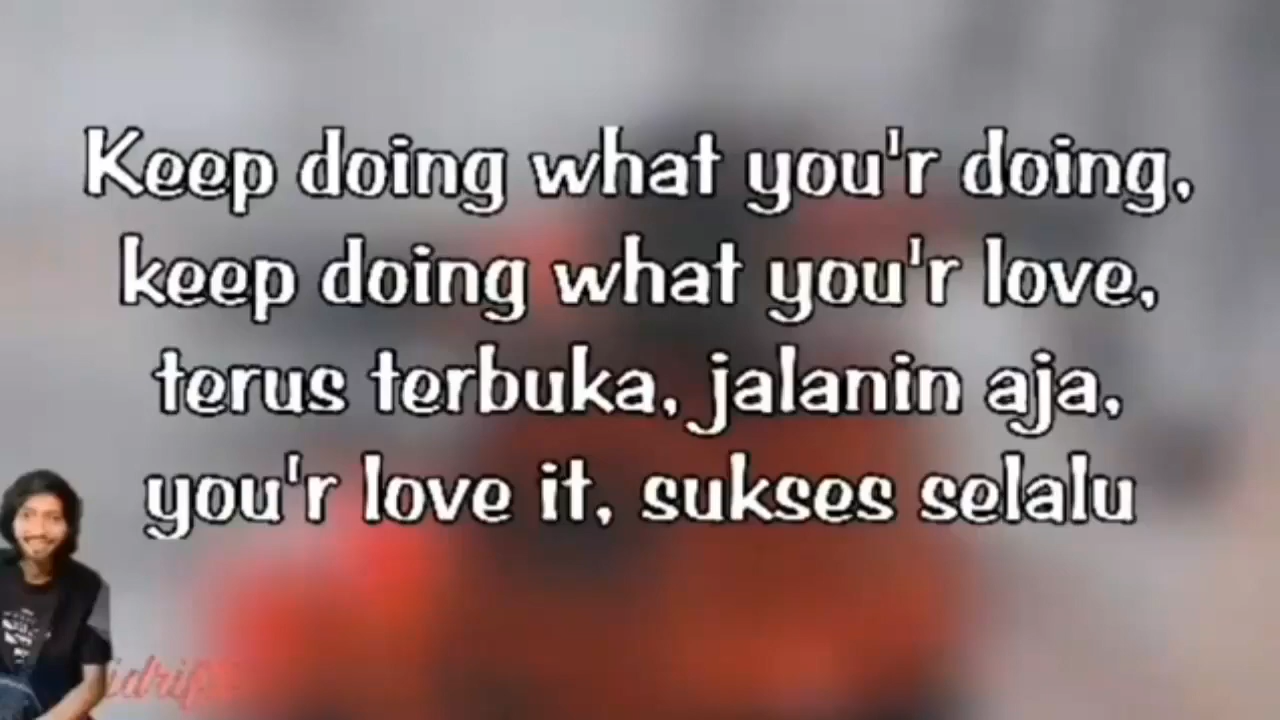 Keep doing what you'r doing,
keep doing what you'r love,
terus terbuka, jalanin aja,
you'r love it, sukses selalu